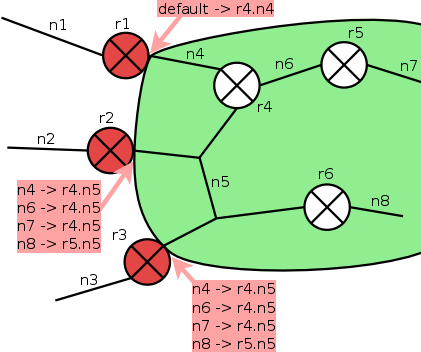 default -> r4.n4
n1
r1
n4
r5
n6
n7
r4
r2
n2
n5
n4 -> r4.n5
n6 -> r4.n5
n7 -> r4.n5
n8 -> r5.n5
r6
n8
r3
n3
n4 -> r4.n5
n6 -> r4.n5
n7 -> r4.n5
n8 -> r5.n5